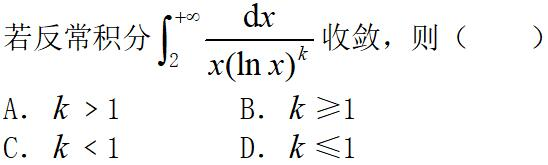 若反常积分∫₂⁺∞ dx / x(ln x)ᵏ 收敛，则（　　）
A. k > 1　　B. k ≥1
C. k < 1　　D. k ≤1